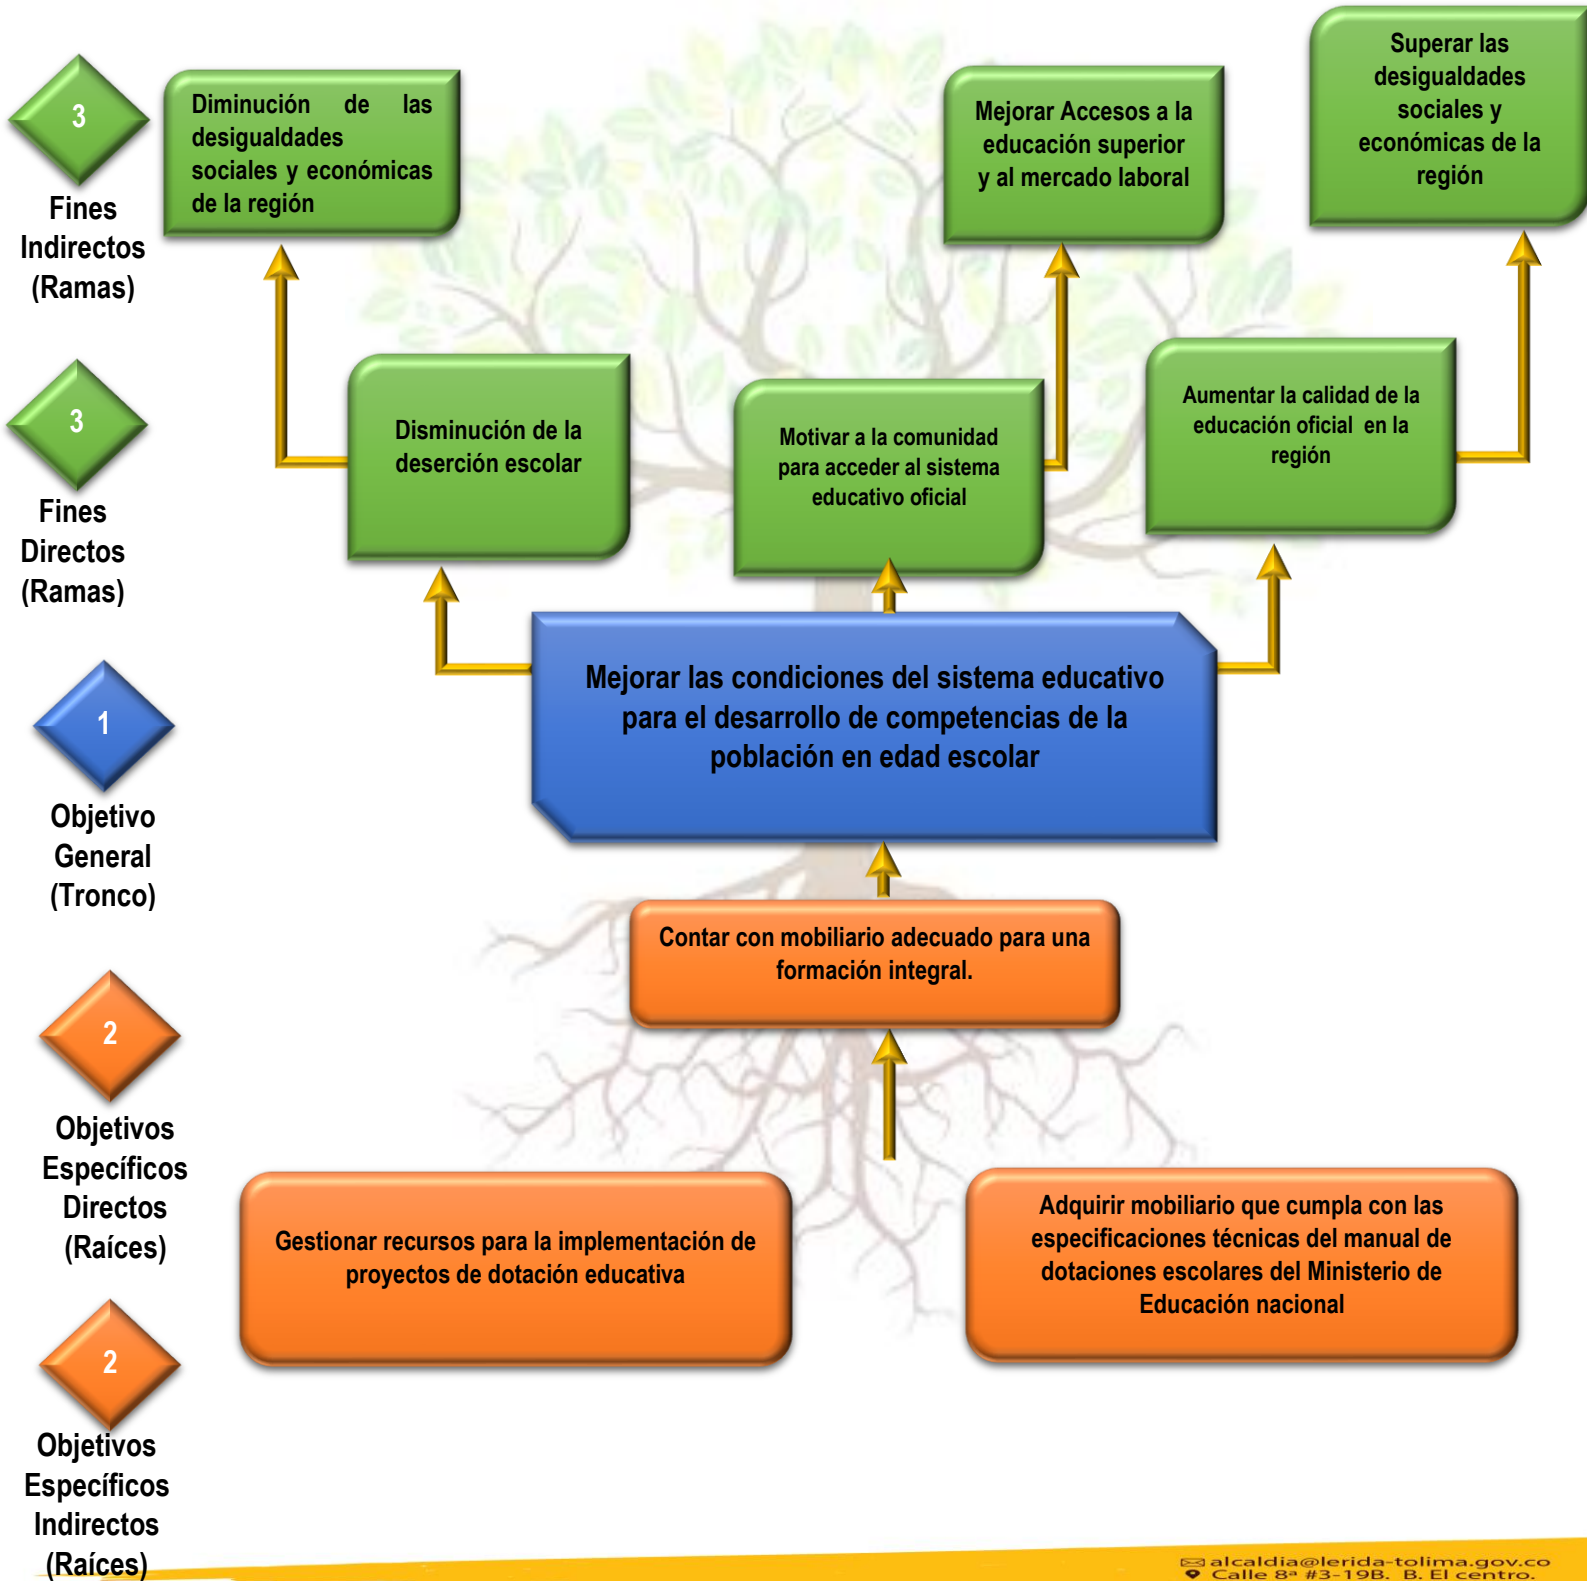 3
Fines
Indirectos
(Ramas)
Diminución de las
desigualdades
sociales y económicas
de la región
Mejorar Accesos a la
educación superior
y al mercado laboral
Superar las
desigualdades
sociales y
económicas de la
región
3
Fines
Directos
(Ramas)
Disminución de la
deserción escolar
Motivar a la comunidad
para acceder al sistema
educativo oficial
Aumentar la calidad de la
educación oficial en la
región
1
Objetivo
General
(Tronco)
Mejorar las condiciones del sistema educativo
para el desarrollo de competencias de la
población en edad escolar
2
Objetivos
Específicos
Directos
(Raíces)
Contar con mobiliario adecuado para una
formación integral.
2
Objetivos
Específicos
Indirectos
(Raíces)
Gestionar recursos para la implementación de
proyectos de dotación educativa
Adquirir mobiliario que cumpla con las
especificaciones técnicas del manual de
dotaciones escolares del Ministerio de
Educación nacional
alcaldia@lerida-tolima.gov.co
Calle 8ª #3-19B. B. El centro.